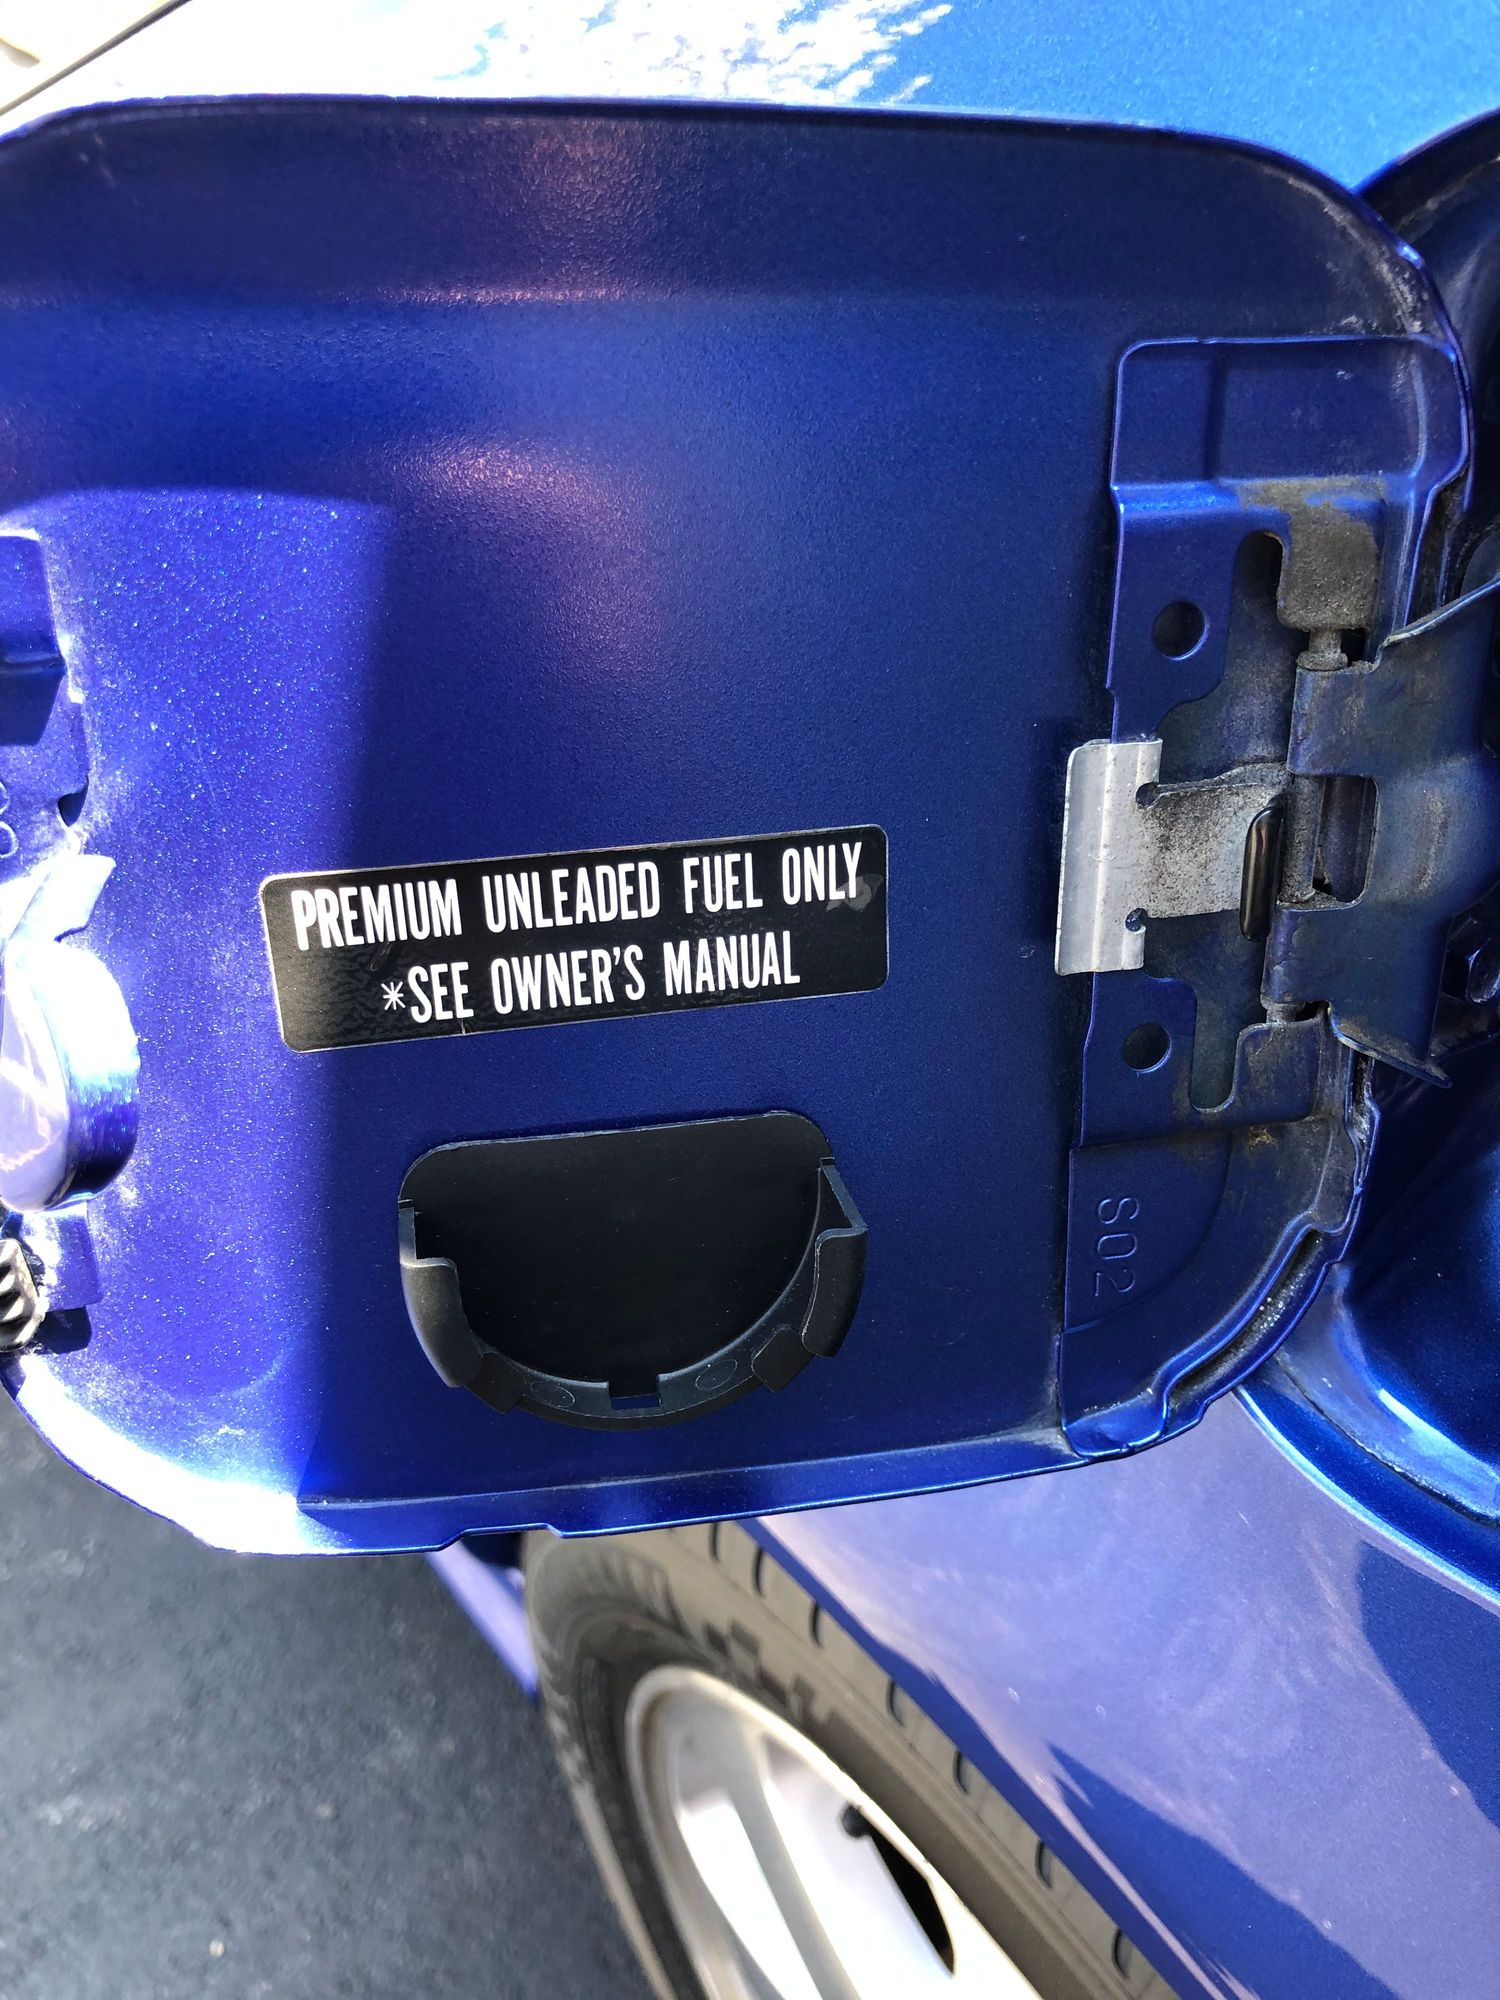 PREMIUM UNLEADED FUEL ONLY
*SEE OWNER'S MANUAL
S02